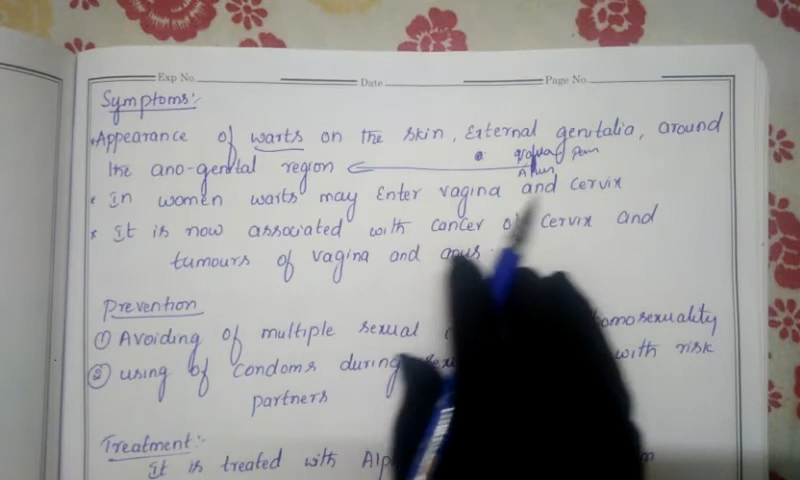 Exp No. Date Page No.
Symptoms:-
* Appearance of warts on the skin, External genitalia, around
the ano-genital region
* In women warts may Enter vagina and cervix
* It is now associated with cancer of cervix and
tumours of vagina and anus.
Prevention
① Avoiding of multiple sexual
② using of condoms during with risk
partners
Treatment:-
It is treated with